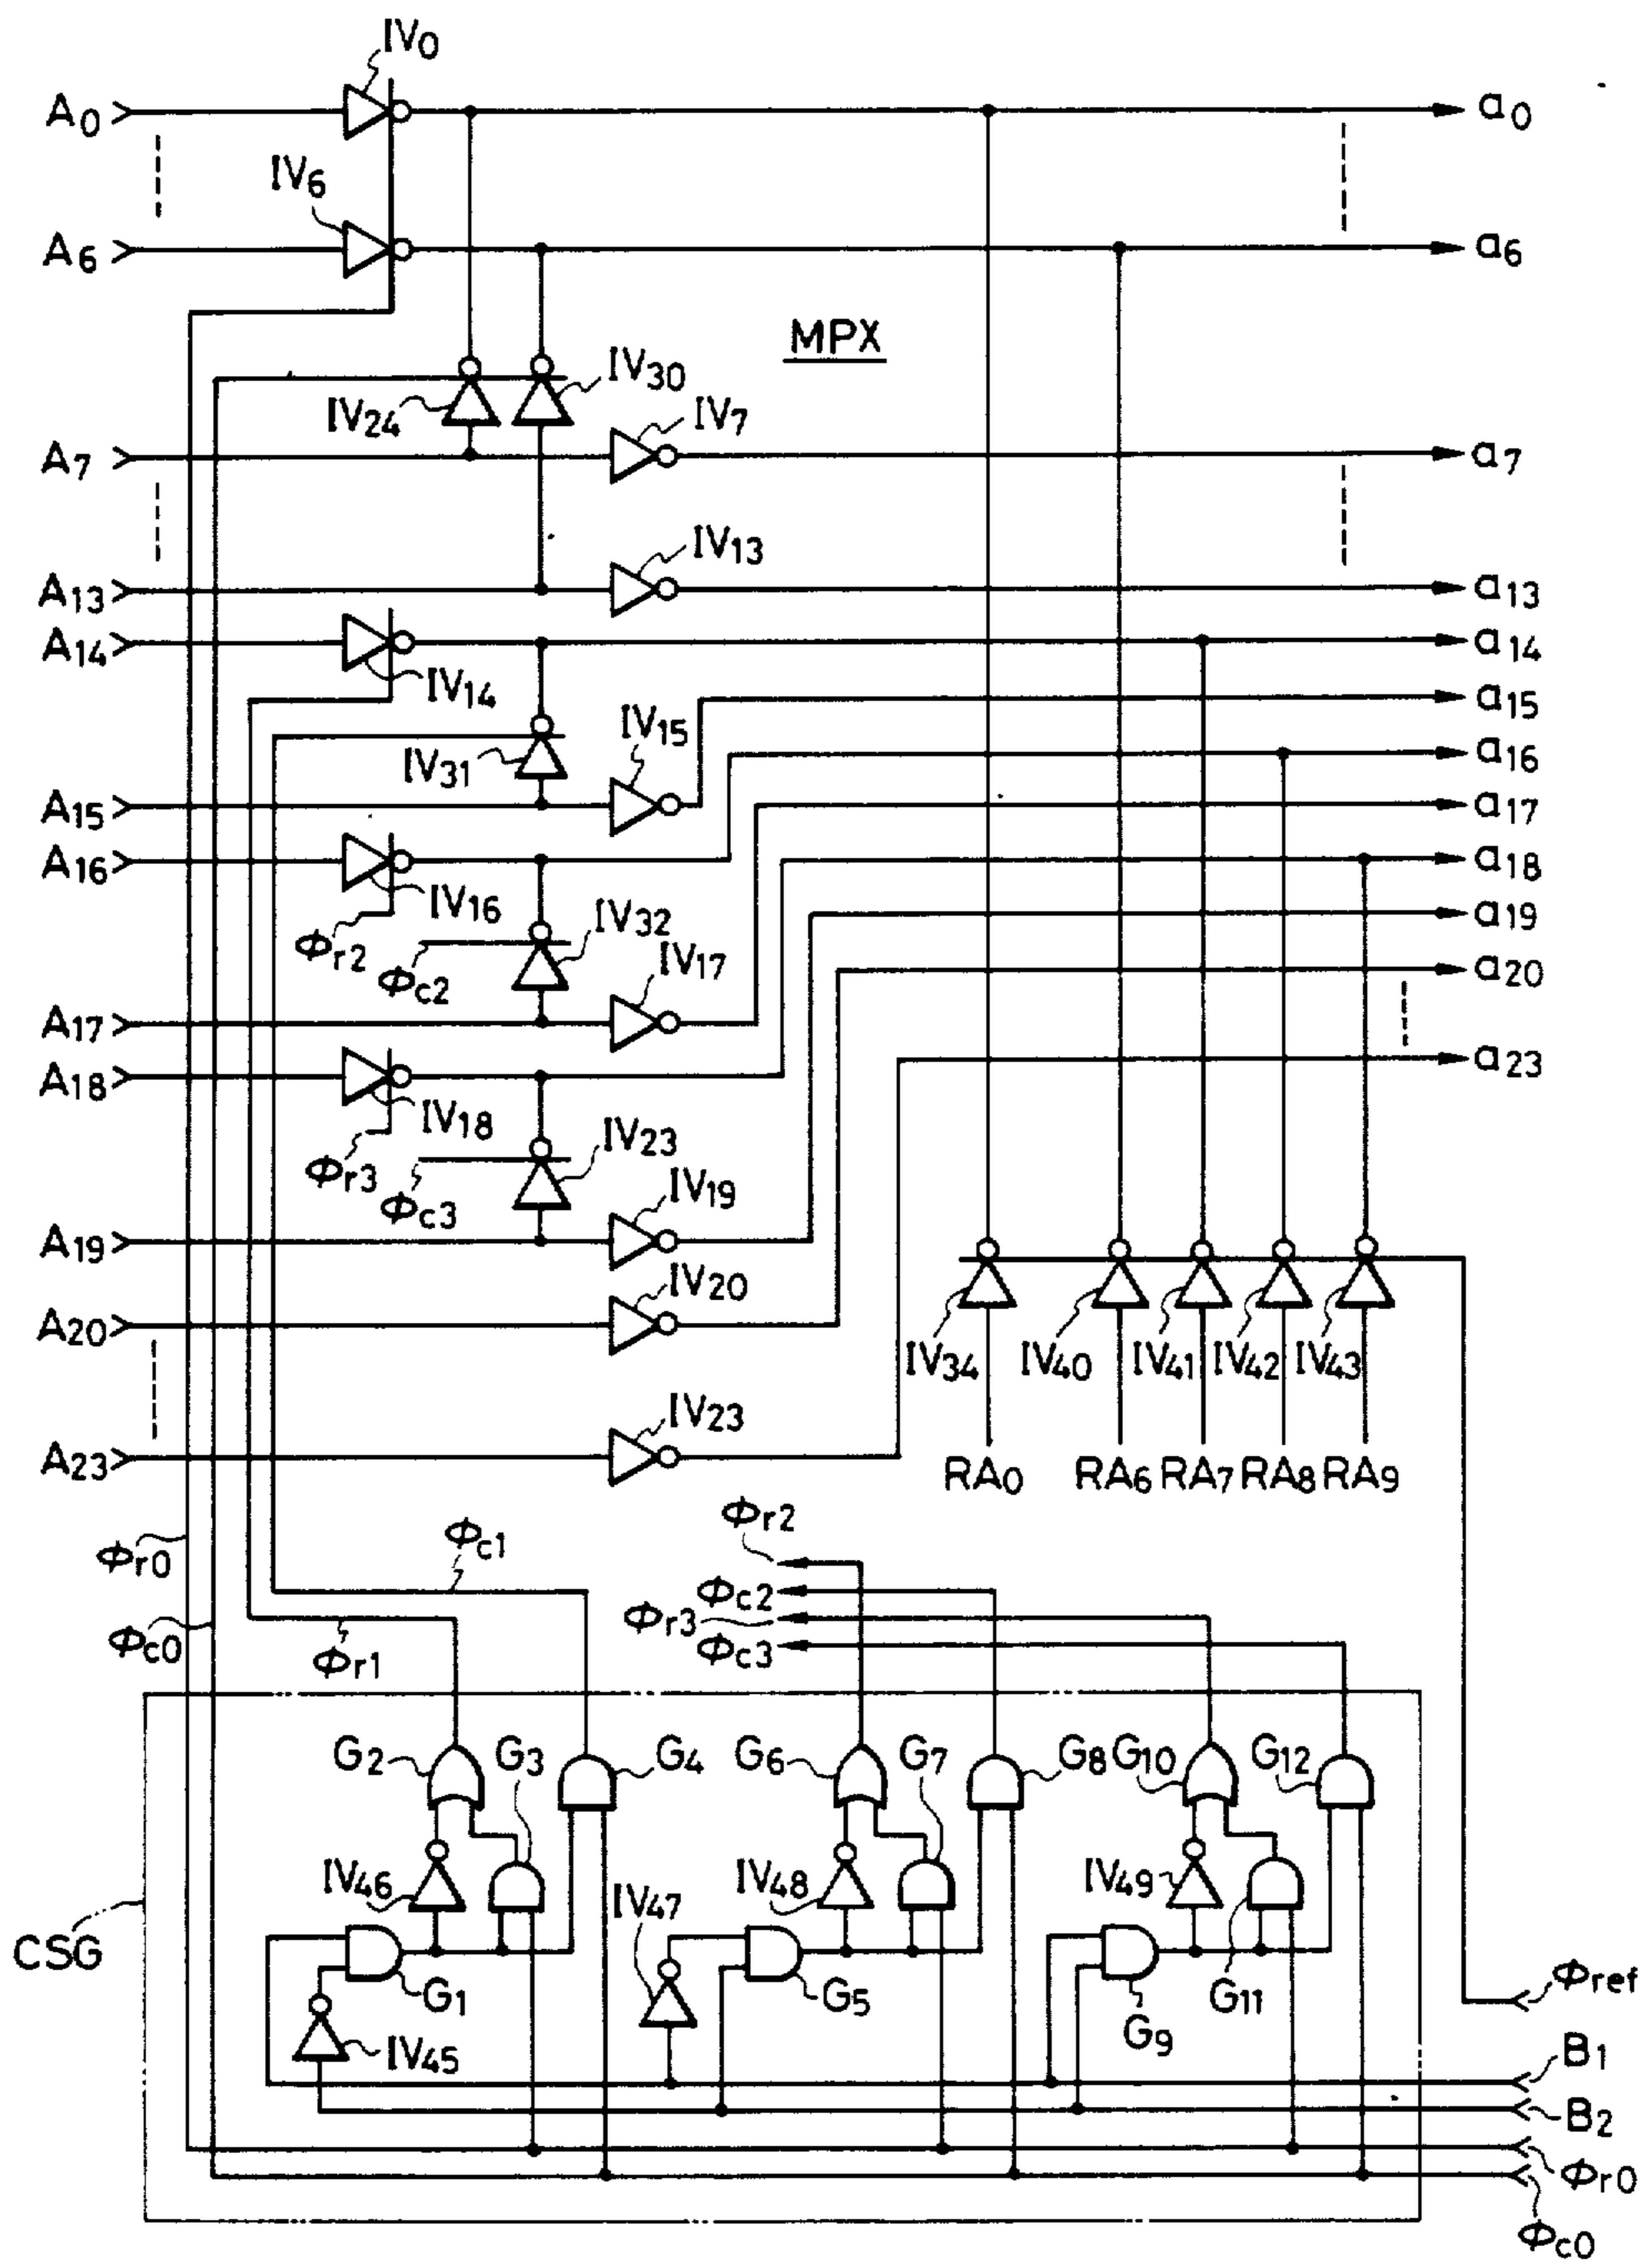 IV0
A0 a0
IV6
A6 a6
MPX
IV30
IV24
IV7
A7 a7
IV13
A13 a13
A14 a14
IV14
a15
IV15
IV31
a16
A15 a17
A16 a18
IV16
IV32
a19
Φr2
Φc2
IV17
a20
A17
a23
A18
IV18
IV23
Φr3
Φc3
IV19
A19
IV20
A20
IV34 IV40 IV41 IV42 IV43
IV23
A23
RA0 RA6 RA7 RA8 RA9
Φr2
Φc1
Φr0
Φc2
Φr3
Φc0
Φr1
Φc3
G2 G3 G4 G6 G7 G8 G10 G12
IV46 IV47 IV48 IV49
CSG
G1 G5 G9 G11
Φref
IV45
B1
B2
Φr0
Φc0